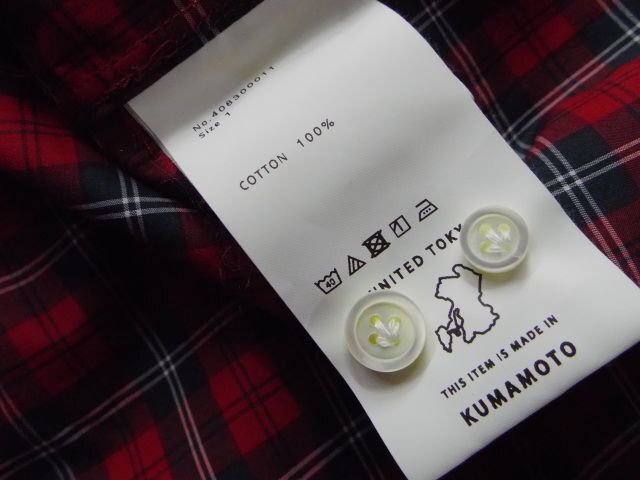 No.408300011
Size 1
COTTON 100%
40
UNITED TOKY
THIS ITEM IS MADE IN
KUMAMOTO